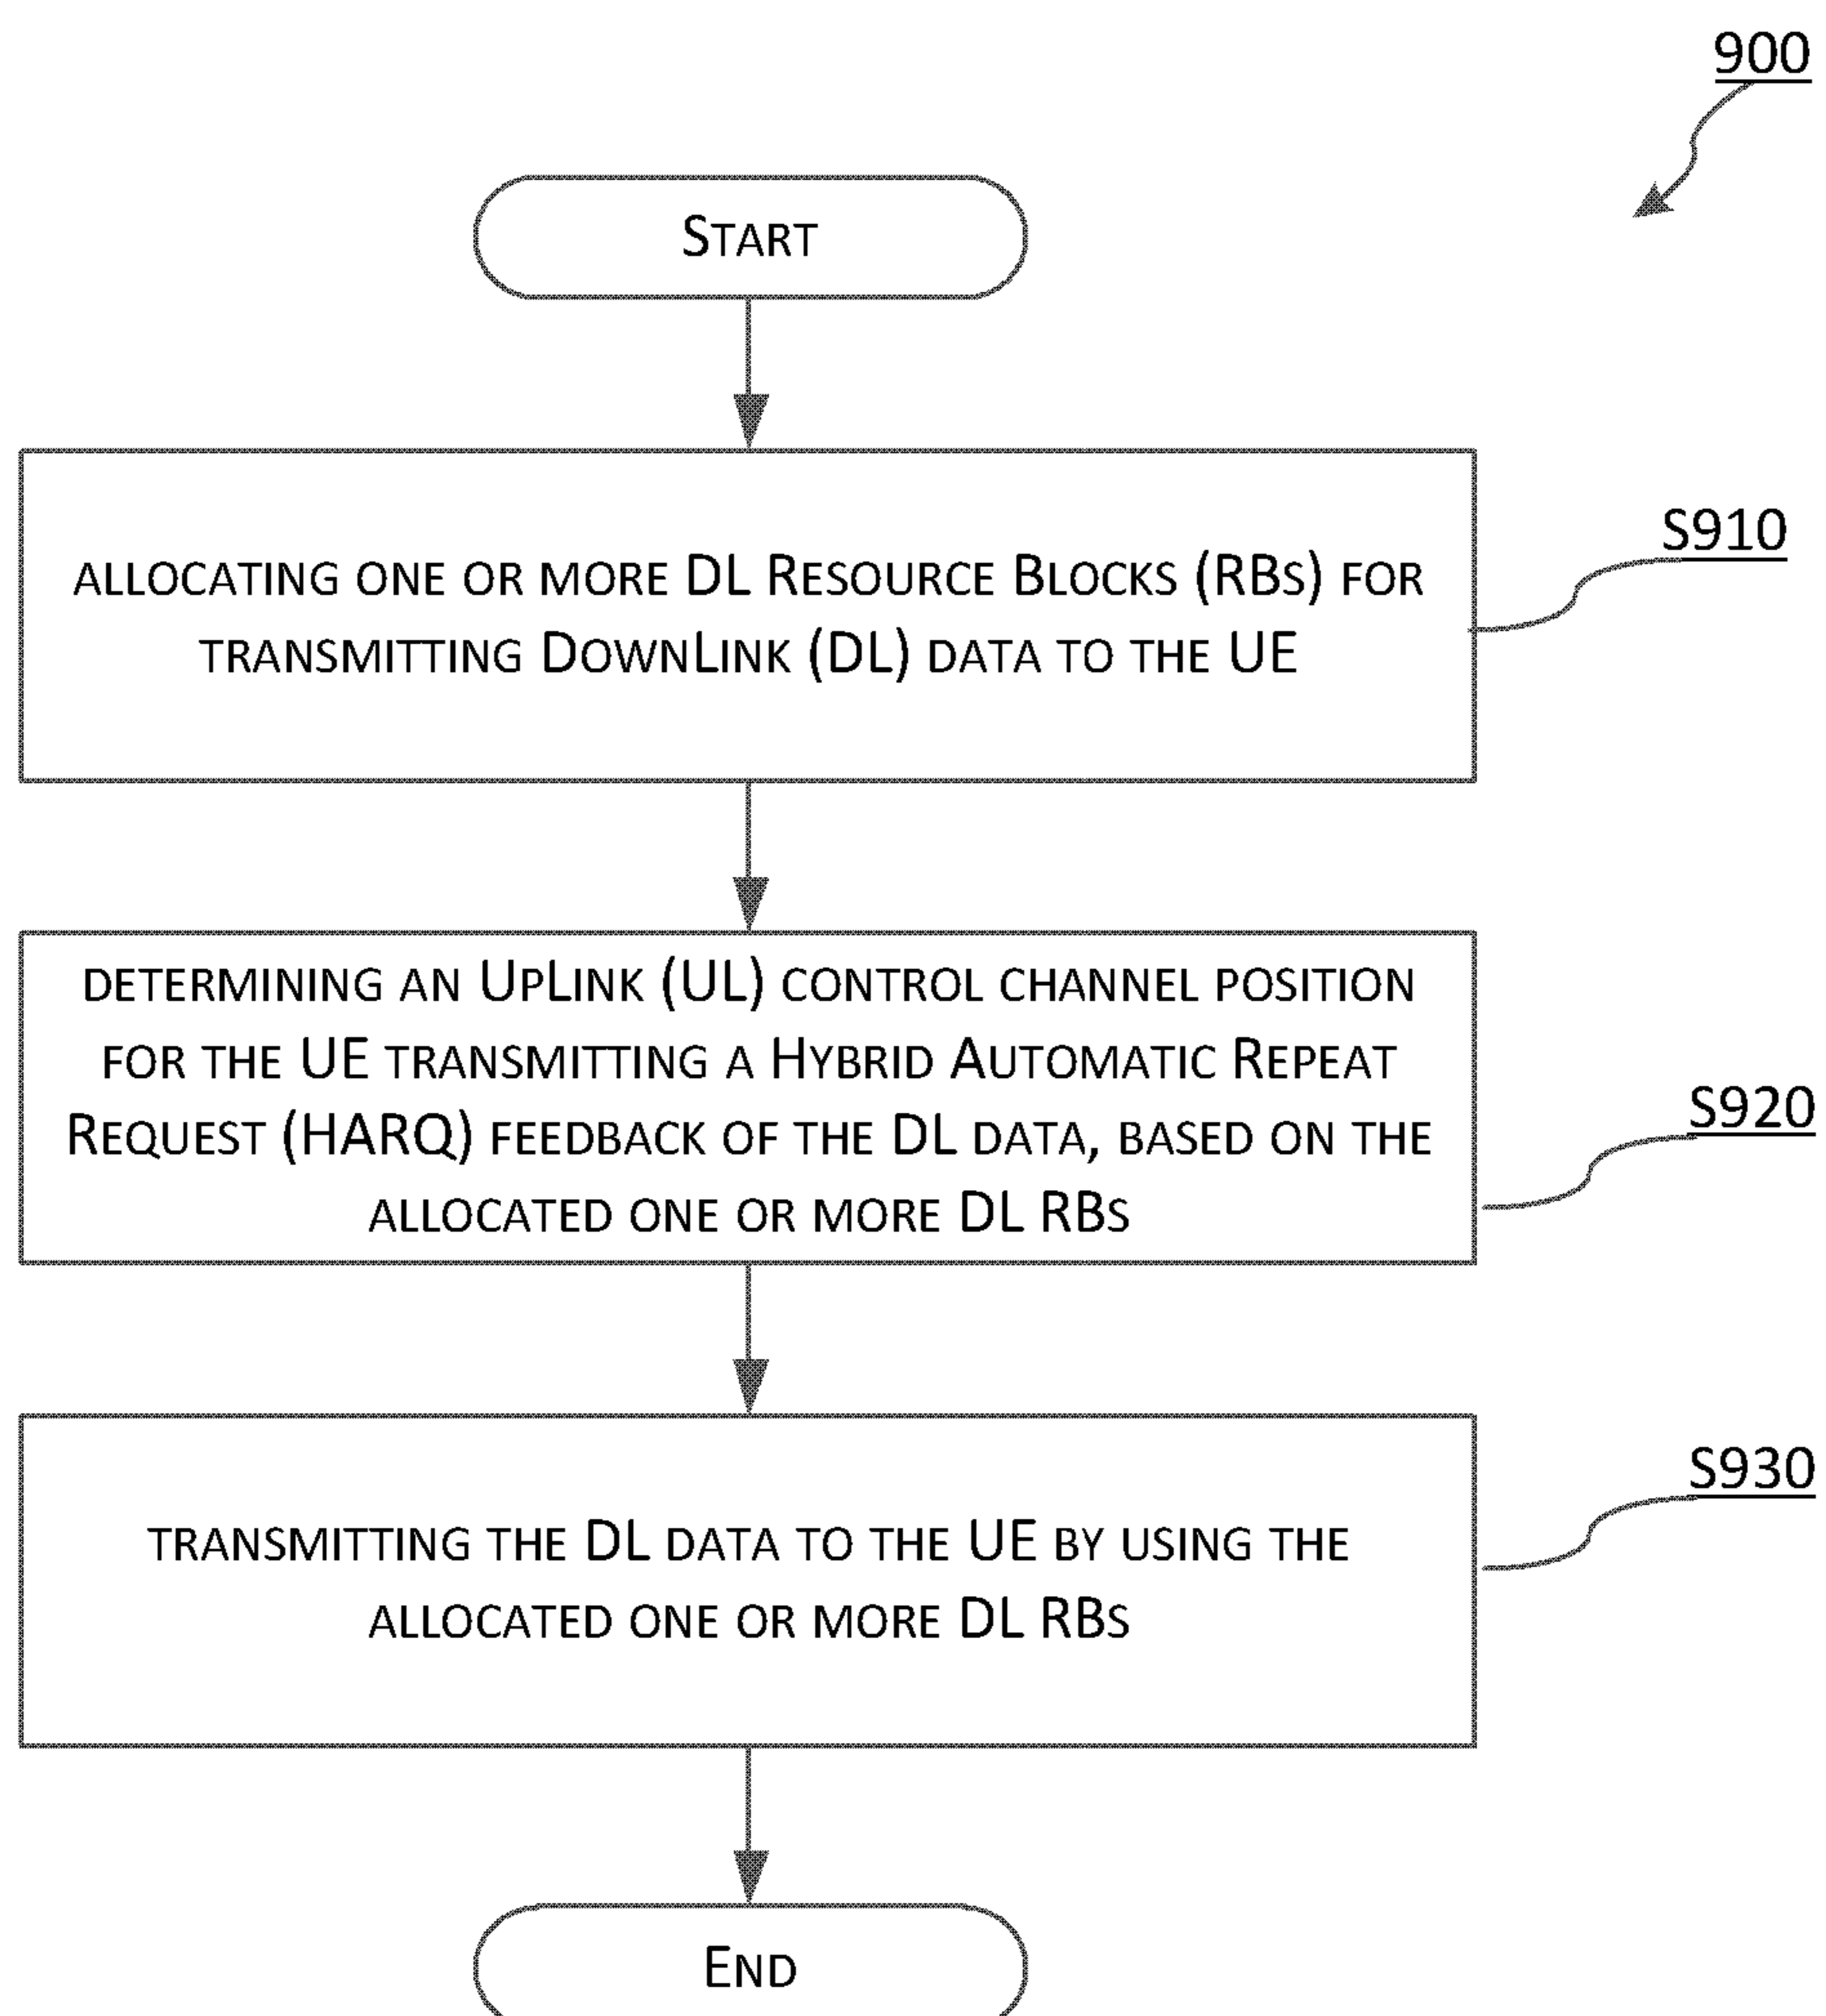 900
START
ALLOCATING ONE OR MORE DL RESOURCE BLOCKS (RBS) FOR
TRANSMITTING DOWNLINK (DL) DATA TO THE UE
S910
DETERMINING AN UPLINK (UL) CONTROL CHANNEL POSITION
FOR THE UE TRANSMITTING A HYBRID AUTOMATIC REPEAT
REQUEST (HARQ) FEEDBACK OF THE DL DATA, BASED ON THE
ALLOCATED ONE OR MORE DL RBS
S920
TRANSMITTING THE DL DATA TO THE UE BY USING THE
ALLOCATED ONE OR MORE DL RBS
S930
END